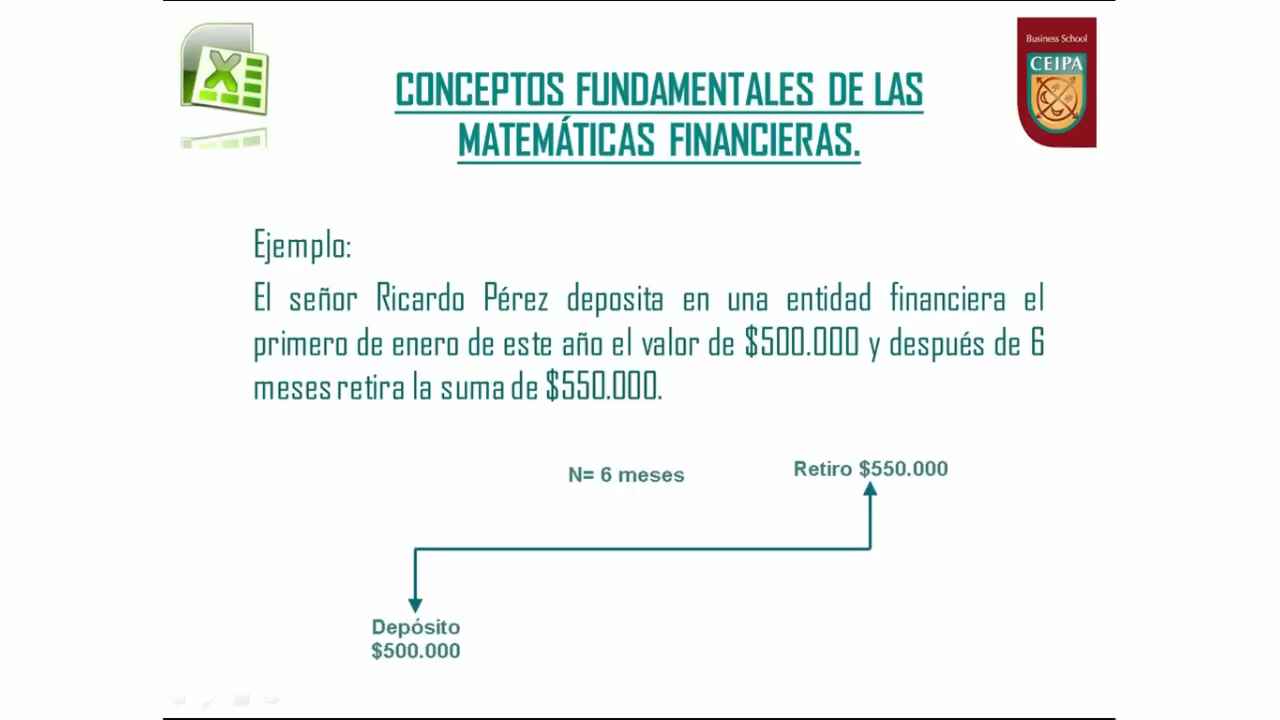 Business School
CEIPA
CONCEPTOS FUNDAMENTALES DE LAS
MATEMÁTICAS FINANCIERAS.
Ejemplo:
El señor Ricardo Pérez deposita en una entidad financiera el
primero de enero de este año el valor de $500.000 y después de 6
meses retira la suma de $550.000.
N= 6 meses
Retiro $550.000
Depósito
$500.000